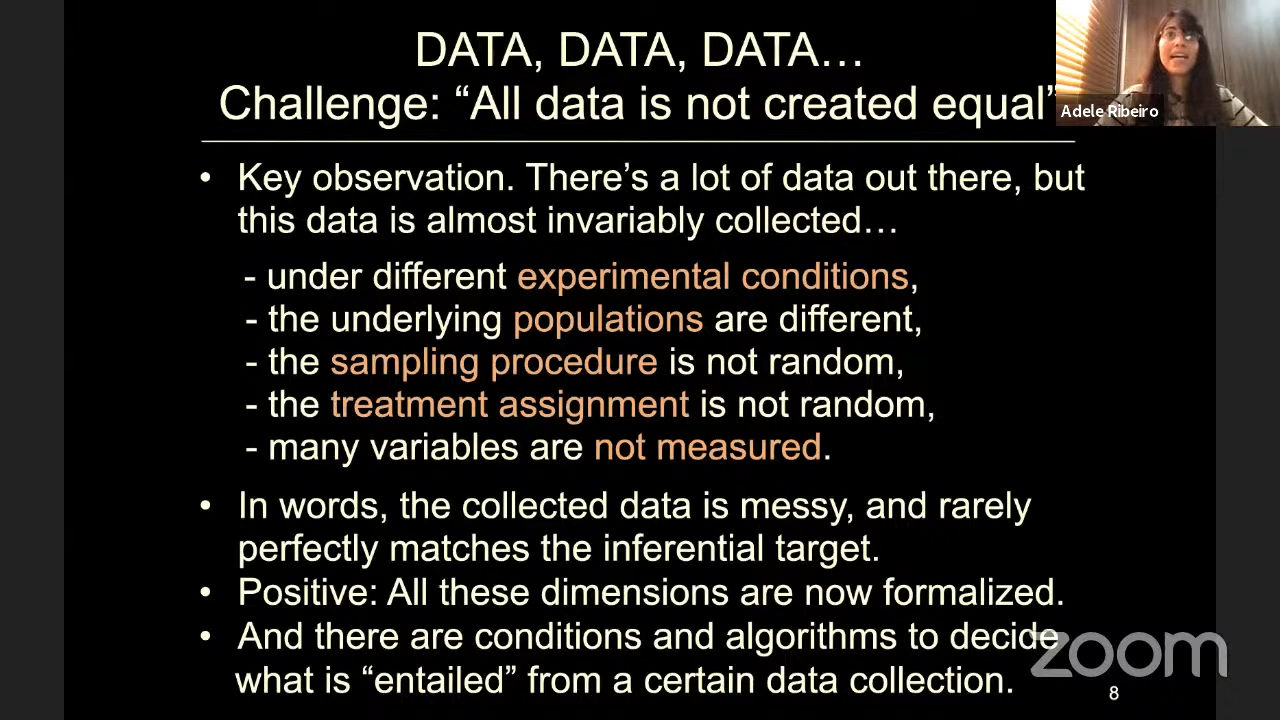 DATA, DATA, DATA…
Challenge: “All data is not created equal”
Adele Ribeiro
• Key observation. There’s a lot of data out there, but
this data is almost invariably collected…
- under different experimental conditions,
- the underlying populations are different,
- the sampling procedure is not random,
- the treatment assignment is not random,
- many variables are not measured.
• In words, the collected data is messy, and rarely
perfectly matches the inferential target.
• Positive: All these dimensions are now formalized.
• And there are conditions and algorithms to decide
what is “entailed” from a certain data collection.
zoom
8